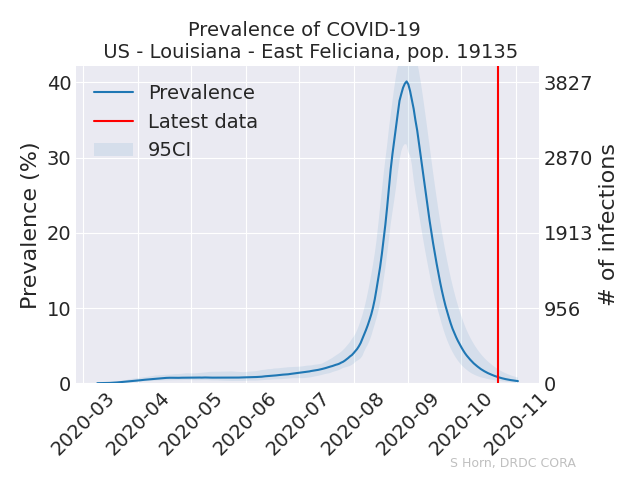 Prevalence of COVID-19
US - Louisiana - East Feliciana, pop. 19135
Prevalence
Latest data
95CI
Prevalence (%)
40
30
20
10
0
3827
2870
1913
956
0
# of infections
2020-03
2020-04
2020-05
2020-06
2020-07
2020-08
2020-09
2020-10
2020-11
S Horn, DRDC CORA